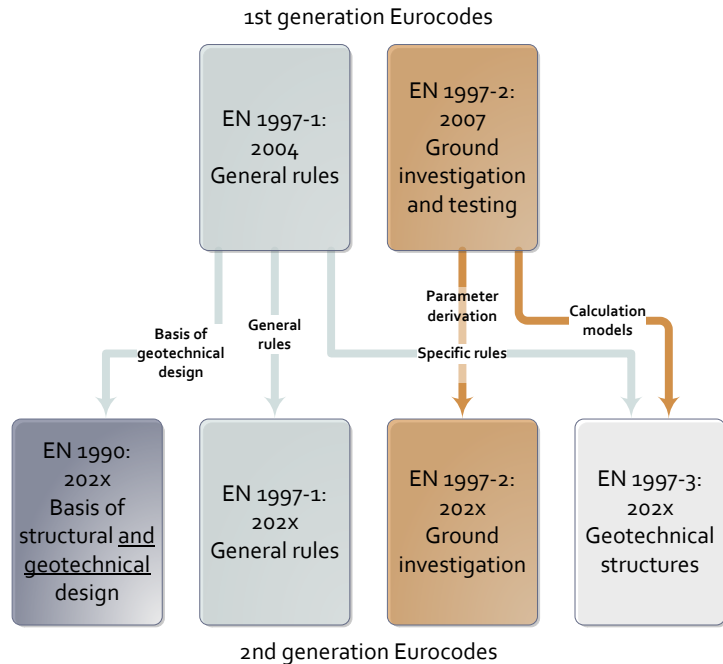 1st generation Eurocodes
EN 1997-1:
2004
General rules
EN 1997-2:
2007
Ground
investigation
and testing
Basis of
geotechnical
design
General
rules
Parameter
derivation
Specific rules
Calculation
models
EN 1990:
202x
Basis of
structural and
geotechnical
design
EN 1997-1:
202x
General rules
EN 1997-2:
202x
Ground
investigation
EN 1997-3:
202x
Geotechnical
structures
2nd generation Eurocodes